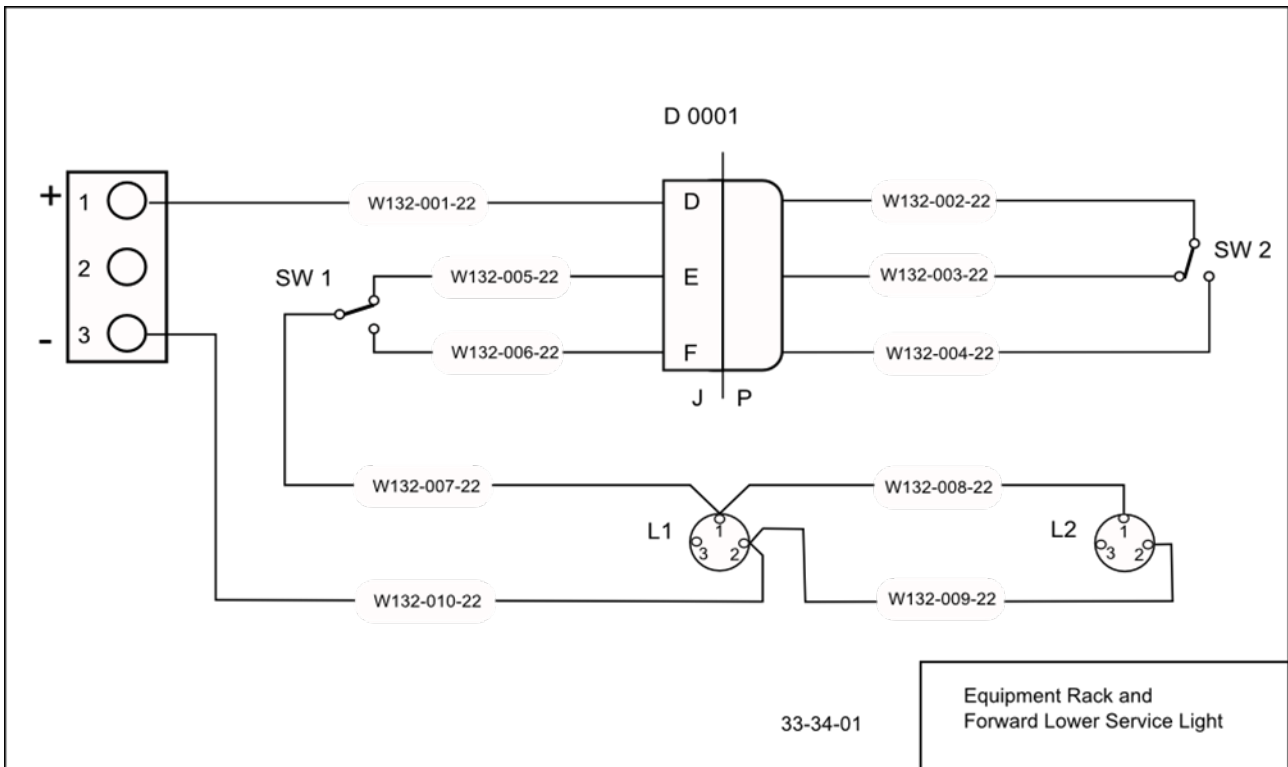 D 0001
+
1
W132-001-22
D
W132-002-22
2
SW 1
W132-005-22
E
W132-003-22
SW 2
-
3
W132-006-22
F
W132-004-22
J
P
W132-007-22
W132-008-22
L1
1
3
2
L2
1
3
2
W132-010-22
W132-009-22
33-34-01
Equipment Rack and
Forward Lower Service Light